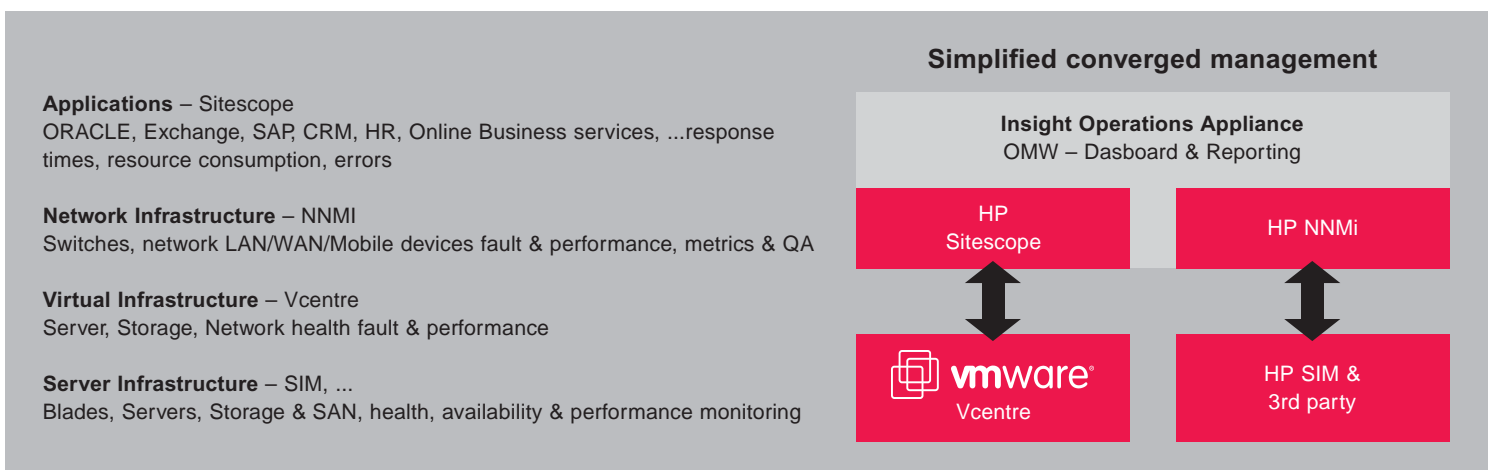 Applications – Sitescope
ORACLE, Exchange, SAP, CRM, HR, Online Business services, ...response
times, resource consumption, errors
Network Infrastructure – NNMI
Switches, network LAN/WAN/Mobile devices fault & performance, metrics & QA
Virtual Infrastructure – Vcentre
Server, Storage, Network health fault & performance
Server Infrastructure – SIM, ...
Blades, Servers, Storage & SAN, health, availability & performance monitoring
Simplified converged management
Insight Operations Appliance
OMW – Dasboard & Reporting
HP
Sitescope
HP NNMi
vmware®
Vcentre
HP SIM &
3rd party